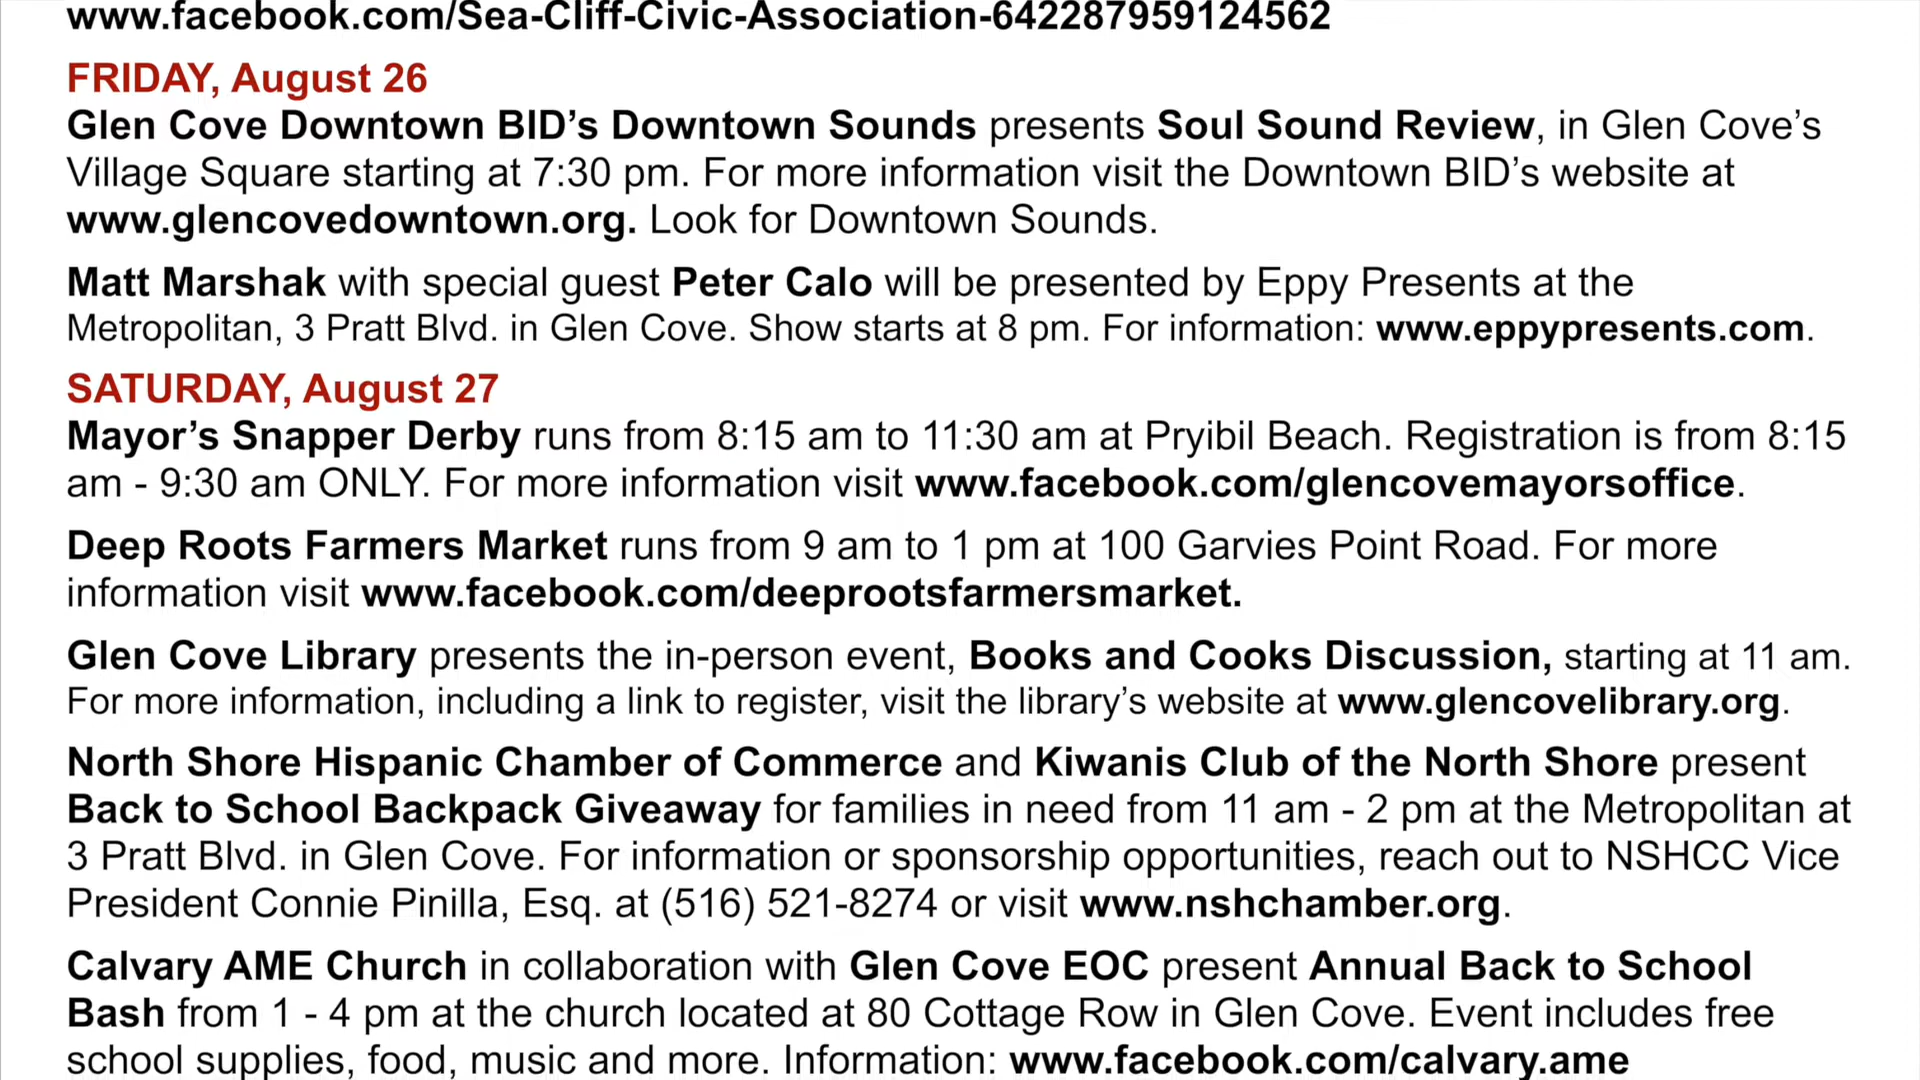 www.facebook.com/Sea-Cliff-Civic-Association-642287959124562
FRIDAY, August 26
Glen Cove Downtown BID’s Downtown Sounds presents Soul Sound Review, in Glen Cove’s
Village Square starting at 7:30 pm. For more information visit the Downtown BID’s website at
www.glencovedowntown.org. Look for Downtown Sounds.
Matt Marshak with special guest Peter Calo will be presented by Eppy Presents at the
Metropolitan, 3 Pratt Blvd. in Glen Cove. Show starts at 8 pm. For information: www.eppypresents.com.
SATURDAY, August 27
Mayor’s Snapper Derby runs from 8:15 am to 11:30 am at Pryibil Beach. Registration is from 8:15
am - 9:30 am ONLY. For more information visit www.facebook.com/glencovemayorsoffice.
Deep Roots Farmers Market runs from 9 am to 1 pm at 100 Garvies Point Road. For more
information visit www.facebook.com/deeprootsfarmersmarket.
Glen Cove Library presents the in-person event, Books and Cooks Discussion, starting at 11 am.
For more information, including a link to register, visit the library’s website at www.glencovelibrary.org.
North Shore Hispanic Chamber of Commerce and Kiwanis Club of the North Shore present
Back to School Backpack Giveaway for families in need from 11 am - 2 pm at the Metropolitan at
3 Pratt Blvd. in Glen Cove. For information or sponsorship opportunities, reach out to NSHCC Vice
President Connie Pinilla, Esq. at (516) 521-8274 or visit www.nshchamber.org.
Calvary AME Church in collaboration with Glen Cove EOC present Annual Back to School
Bash from 1 - 4 pm at the church located at 80 Cottage Row in Glen Cove. Event includes free
school supplies, food, music and more. Information: www.facebook.com/calvary.ame